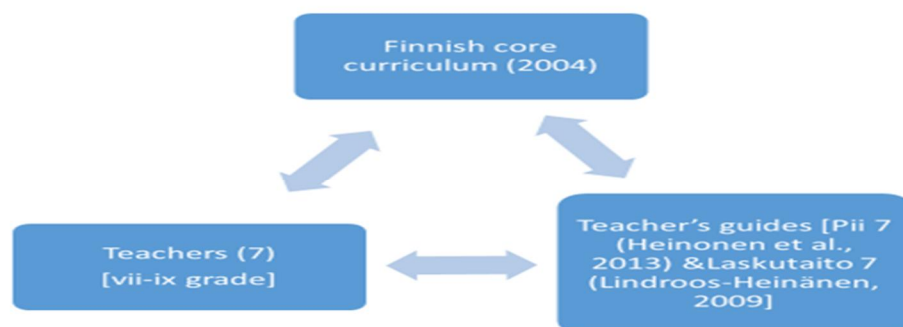 Finnish core
curriculum (2004)
Teachers (7)
[vii-ix grade]
Teacher's guides [Pii 7
(Heinonen et al.,
2013) &Laskutaito 7
(Lindroos-Heinänen,
2009]